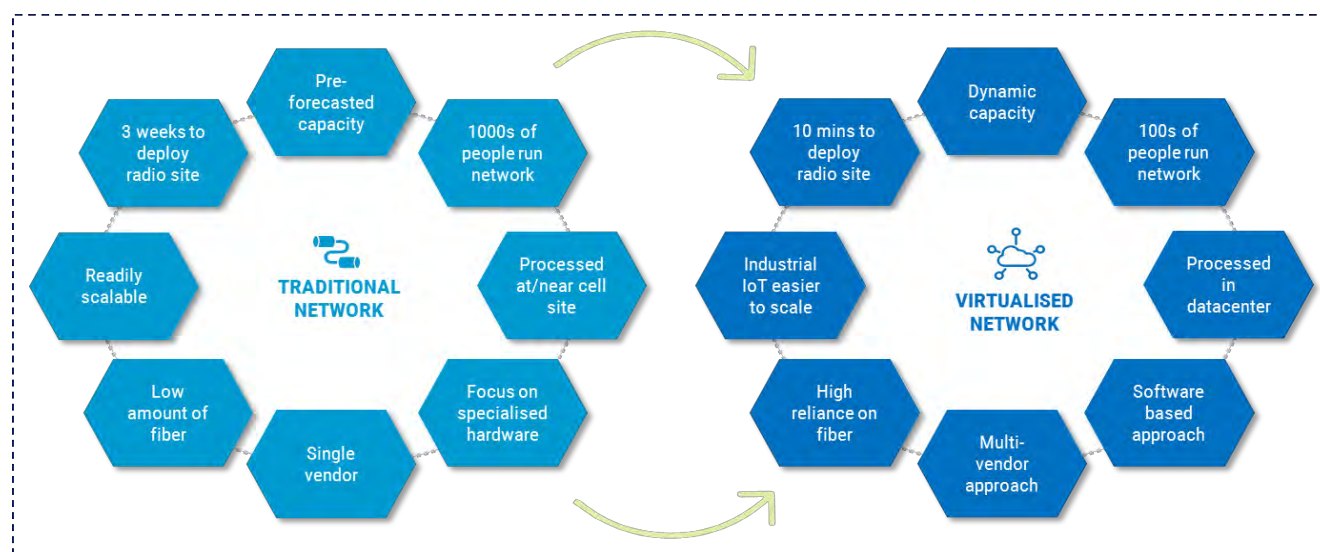 Pre-
forecasted
capacity
1000s of
people run
network
Processed
at/near cell
site
Focus on
specialised
hardware
Single
vendor
Low
amount of
fiber
Readily
scalable
3 weeks to
deploy
radio site
TRADITIONAL
NETWORK
Dynamic
capacity
100s of
people run
network
Processed
in
datacenter
Software
based
approach
Multi-
vendor
approach
High
reliance on
fiber
Industrial
IoT easier
to scale
10 mins to
deploy
radio site
VIRTUALISED
NETWORK